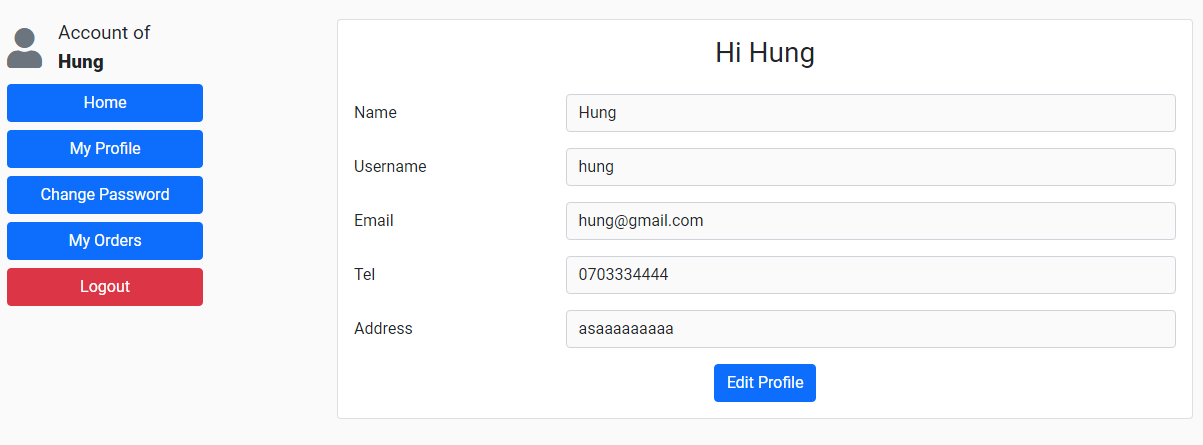 Account of
Hung
Home
My Profile
Change Password
My Orders
Logout
Hi Hung
Name
Hung
Username
hung
Email
hung@gmail.com
Tel
0703334444
Address
asaaaaaaaaa
Edit Profile